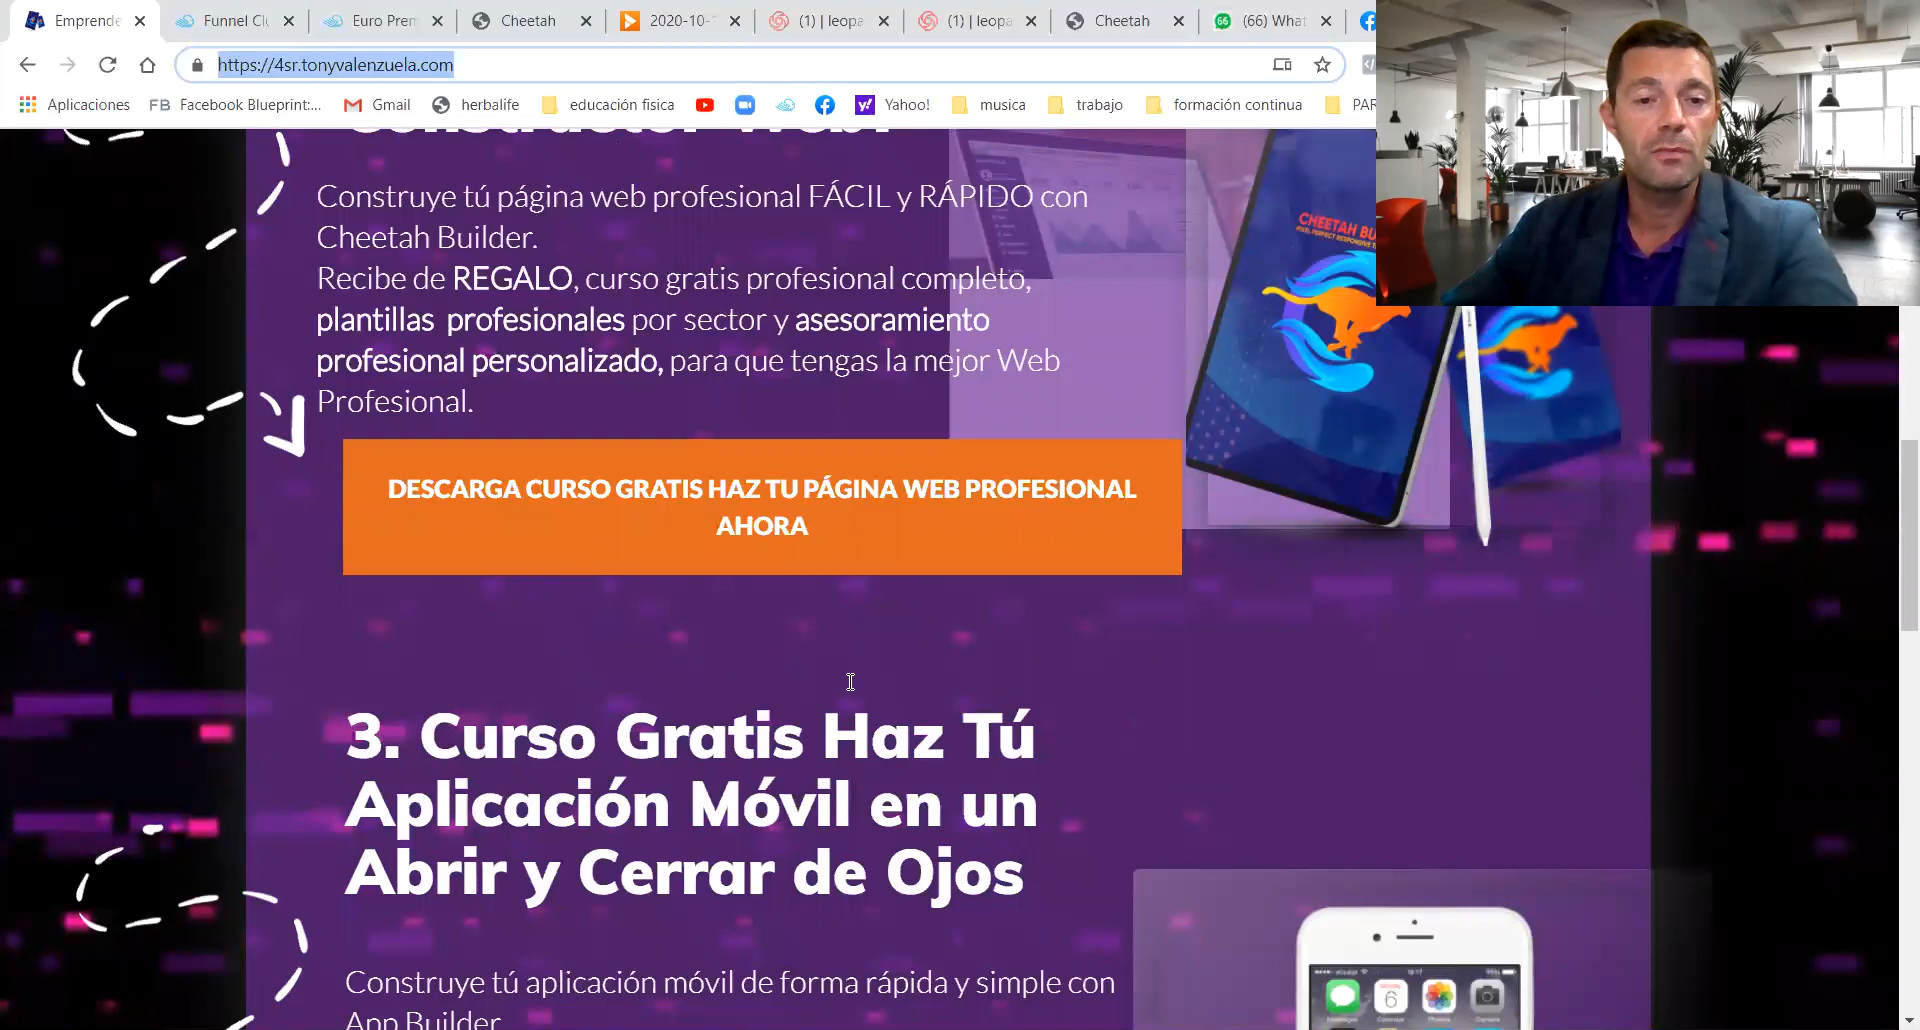 Emprende
Funnel Clu
Euro Prem
Cheetah
2020-10-
(1) | leopa
(1) | leopa
Cheetah
(66) What
https://4sr.tonyvalenzuela.com
Aplicaciones
FB Facebook Blueprint:...
Gmail
herbalife
educación fisica
Yahoo!
musica
trabajo
formación continua
PAR
Construye tú página web profesional FÁCIL y RÁPIDO con
Cheetah Builder.
Recibe de REGALO, curso gratis profesional completo,
plantillas profesionales por sector y asesoramiento
profesional personalizado, para que tengas la mejor Web
Profesional.
CHEETAH BU
DESCARGA CURSO GRATIS HAZ TU PÁGINA WEB PROFESIONAL
AHORA
3. Curso Gratis Haz Tú
Aplicación Móvil en un
Abrir y Cerrar de Ojos
Construye tú aplicación móvil de forma rápida y simple con
App Builder